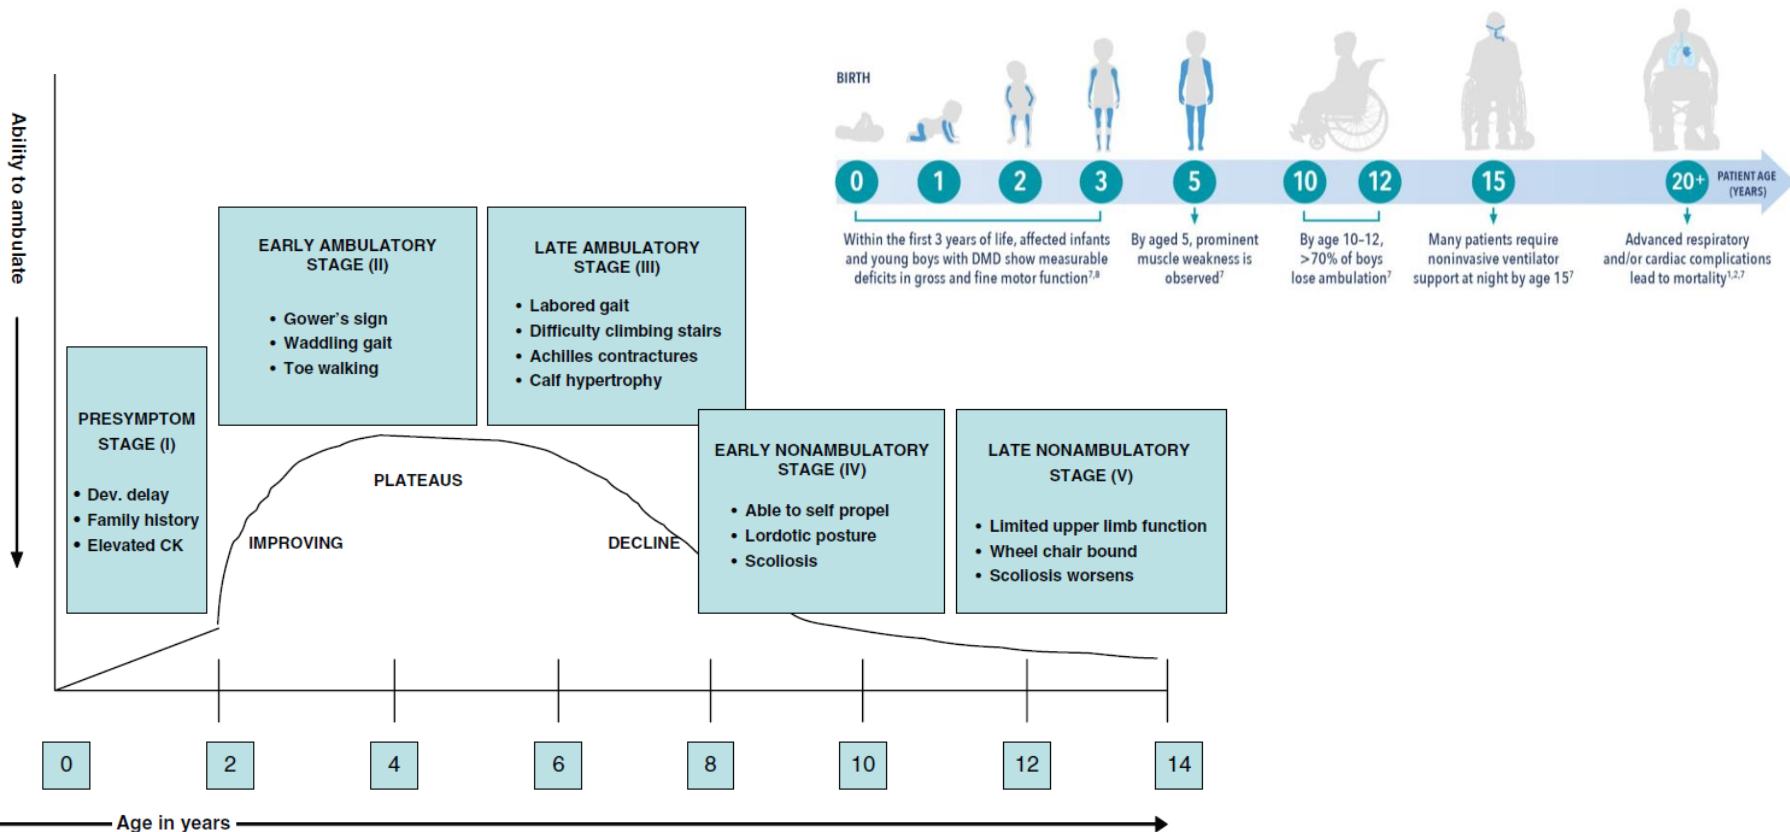 Ability to ambulate
PRESYMPTOM
STAGE (I)
• Dev. delay
• Family history
• Elevated CK
EARLY AMBULATORY
STAGE (II)
• Gower's sign
• Waddling gait
• Toe walking
LATE AMBULATORY
STAGE (III)
• Labored gait
• Difficulty climbing stairs
• Achilles contractures
• Calf hypertrophy
EARLY NONAMBULATORY
STAGE (IV)
• Able to self propel
• Lordotic posture
• Scoliosis
LATE NONAMBULATORY
STAGE (V)
• Limited upper limb function
• Wheel chair bound
• Scoliosis worsens
IMPROVING
PLATEAUS
DECLINE
0 2 4 6 8 10 12 14
Age in years
BIRTH
0 1 2 3 5 10 12 15 20+
PATIENT AGE
(YEARS)
Within the first 3 years of life, affected infants
and young boys with DMD show measurable
deficits in gross and fine motor function7,8
By aged 5, prominent
muscle weakness is
observed7
By age 10–12,
>70% of boys
lose ambulation7
Many patients require
noninvasive ventilator
support at night by age 157
Advanced respiratory
and/or cardiac complications
lead to mortality1,2,7